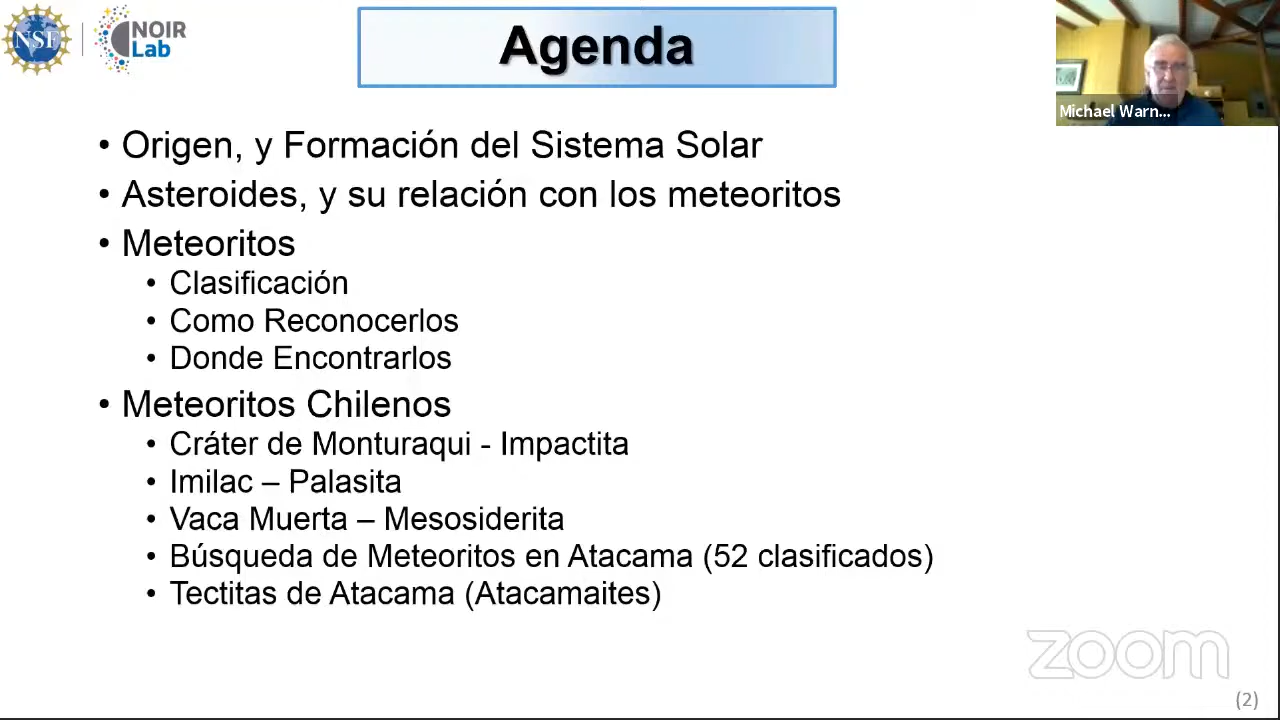 NSF
NOIR
Lab
Agenda
Michael Warn...
• Origen, y Formación del Sistema Solar
• Asteroides, y su relación con los meteoritos
• Meteoritos
• Clasificación
• Como Reconocerlos
• Donde Encontrarlos
• Meteoritos Chilenos
• Cráter de Monturaqui - Impactita
• Imilac – Palasita
• Vaca Muerta – Mesosiderita
• Búsqueda de Meteoritos en Atacama (52 clasificados)
• Tectitas de Atacama (Atacamaites)
zoom
(2)